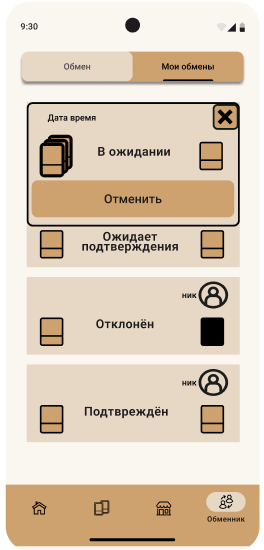 9:30
Обмен
Мои обмены
Дата время
В ожидании
Отменить
Ожидает
подтверждения
ник
Отклонён
ник
Подтвреждён
Обменник